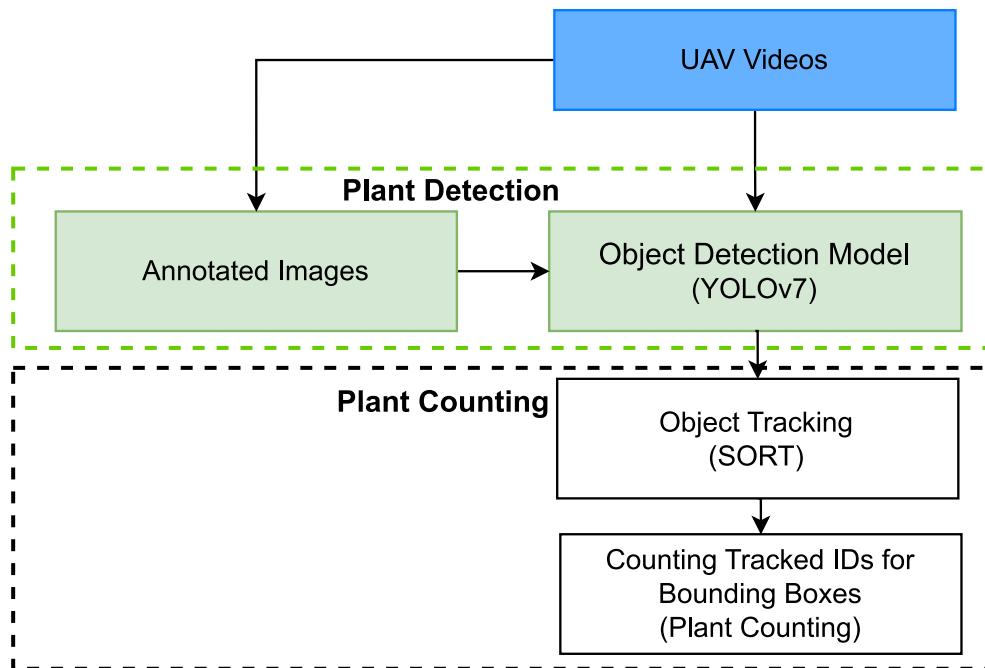 UAV Videos
Plant Detection
Annotated Images
Object Detection Model
(YOLOv7)
Plant Counting
Object Tracking
(SORT)
Counting Tracked IDs for
Bounding Boxes
(Plant Counting)